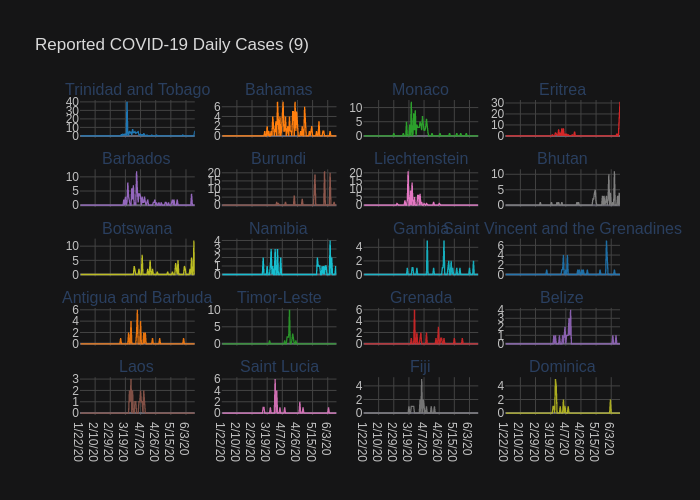 Reported COVID-19 Daily Cases (9)
Trinidad and Tobago Bahamas Monaco Eritrea
40 30 20 10 0
6 4 2 0
10 5 0
30 20 10 0
Barbados Burundi Liechtenstein Bhutan
10 5 0
20 15 10 5 0
20 15 10 5 0
10 5 0
Botswana Namibia Gambia Saint Vincent and the Grenadines
10 5 0
4 3 2 1 0
4 2 0
6 4 2 0
Antigua and Barbuda Timor-Leste Grenada Belize
6 4 2 0
10 5 0
6 4 2 0
4 3 2 1 0
Laos Saint Lucia Fiji Dominica
3 2 1 0
6 4 2 0
4 2 0
4 2 0
1/22/20 2/10/20 2/29/20 3/19/20 4/7/20 4/26/20 5/15/20 6/3/20
1/22/20 2/10/20 2/29/20 3/19/20 4/7/20 4/26/20 5/15/20 6/3/20
1/22/20 2/10/20 2/29/20 3/19/20 4/7/20 4/26/20 5/15/20 6/3/20
1/22/20 2/10/20 2/29/20 3/19/20 4/7/20 4/26/20 5/15/20 6/3/20